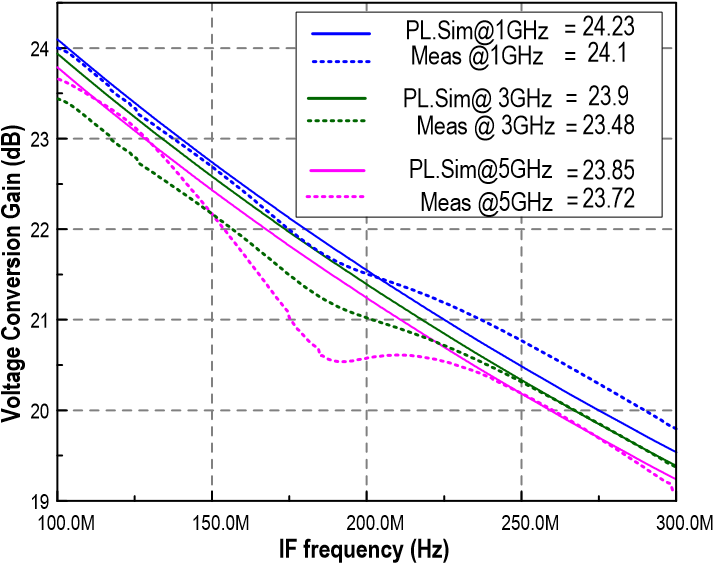 PL.Sim@1GHz = 24.23
Meas @1GHz = 24.1
PL.Sim@ 3GHz = 23.9
Meas @ 3GHz = 23.48
PL.Sim@5GHz = 23.85
Meas @5GHz = 23.72
Voltage Conversion Gain (dB)
24
23
22
21
20
19
100.0M 150.0M 200.0M 250.0M 300.0M
IF frequency (Hz)